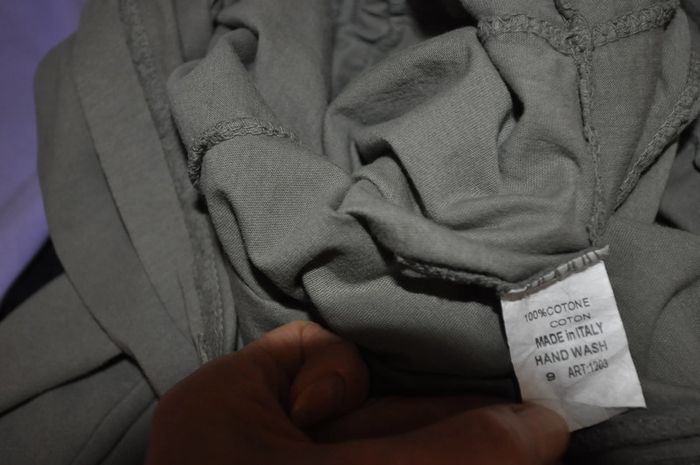 100%COTONE
COTON
MADE in ITALY
HAND WASH
9 ART:1203